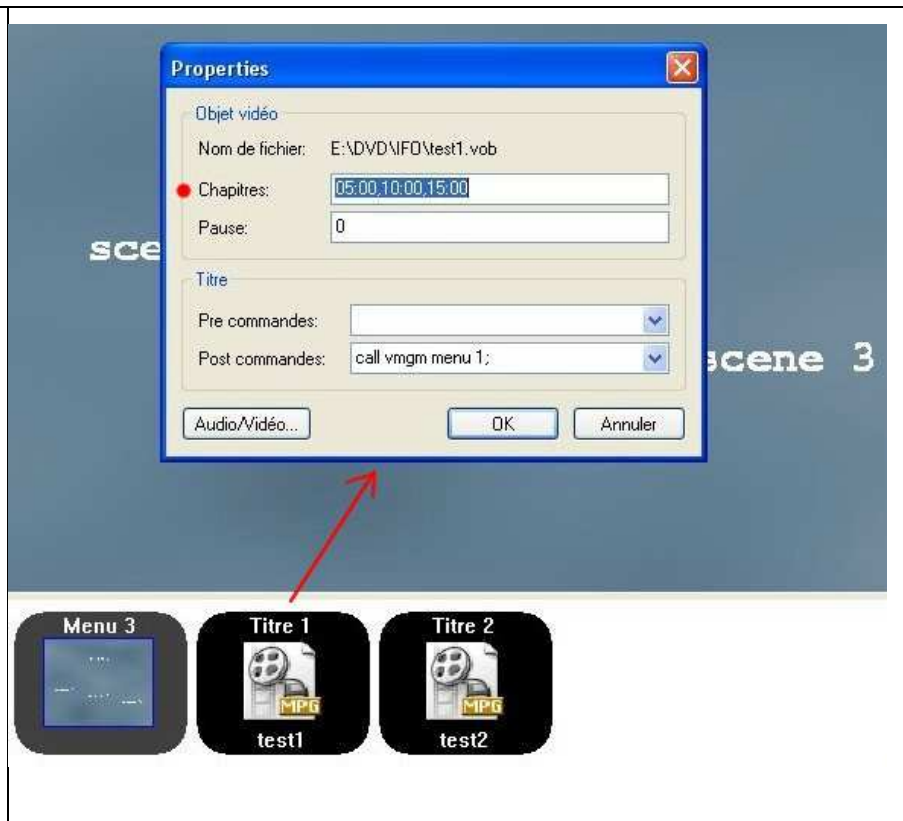 Properties
Objet vidéo
Nom de fichier: E:\DVD\IFO\test1.vob
Chapitres: 05:00,10:00,15:00
Pause: 0
sce
Titre
Pre commandes:
Post commandes: call vmgm menu 1;
scene 3
Audio/Vidéo... OK Annuler
Menu 3 Titre 1 Titre 2
MPG MPG
test1 test2